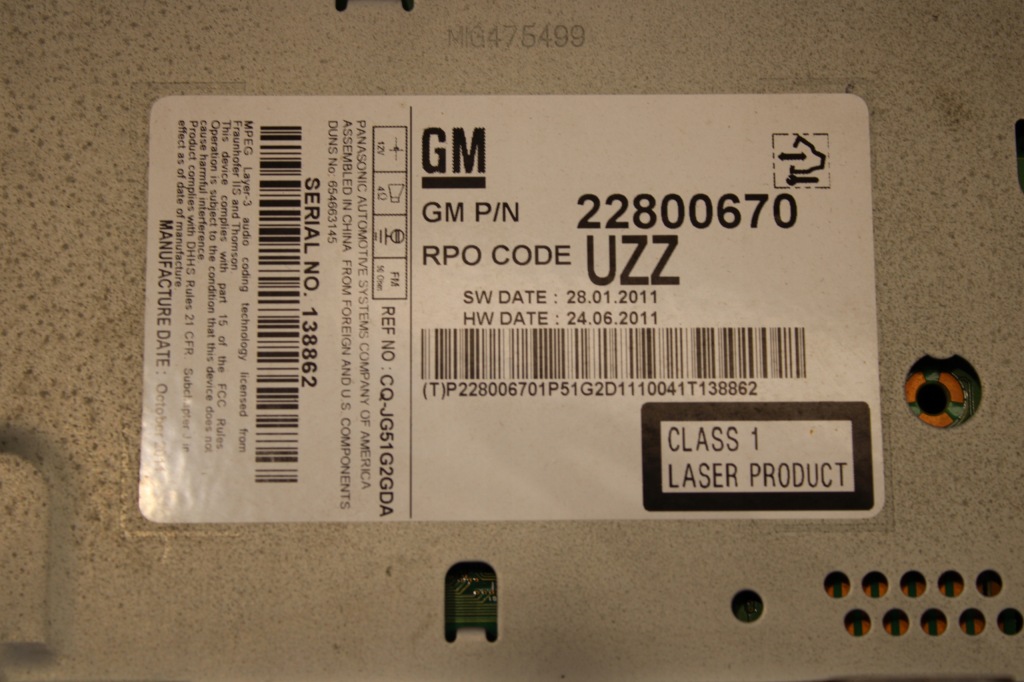 MIG475499
GM
GM P/N 22800670
RPO CODE UZZ
SW DATE : 28.01.2011
HW DATE : 24.06.2011
(T)P228006701P51G2D1110041T138862
CLASS 1
LASER PRODUCT
12V 4Ω FM
REF NO : CQ-JG51G2GDA
PANASONIC AUTOMOTIVE SYSTEMS COMPANY OF AMERICA
ASSEMBLED IN CHINA FROM FOREIGN AND U.S. COMPONENTS
DUNS No: 654663145
SERIAL NO. 138862
MPEG Layer-3 audio coding technology licensed from
Fraunhofer IIS and Thomson
This device complies with part 15 of the FCC Rules
Operation is subject to the condition that this device does not
cause harmful interference.
Product complies with DHHS Rules 21 CFR. Subchapter J in
effect as of date of manufacture
MANUFACTURE DATE : October